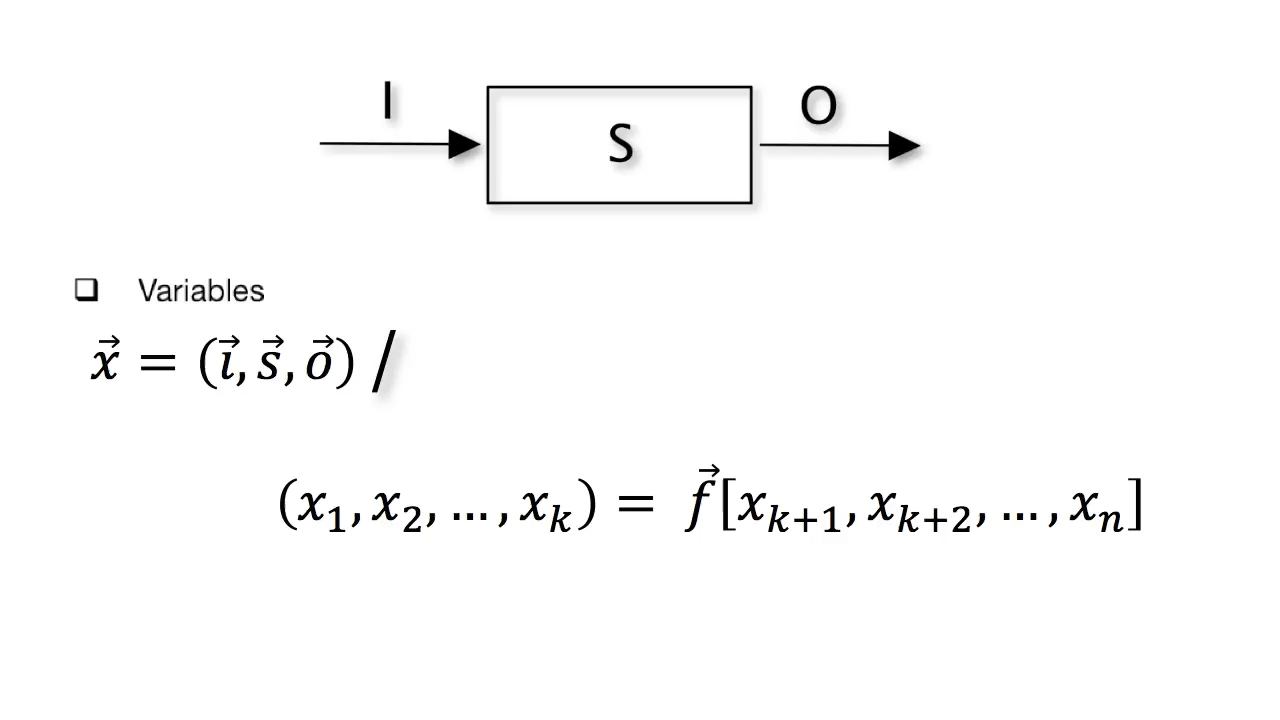 I S O
❑ Variables
x⃗ = (ı⃗, s⃗, o⃗) /
(x₁, x₂, …, xₖ) = f⃗[xₖ₊₁, xₖ₊₂, …, xₙ]